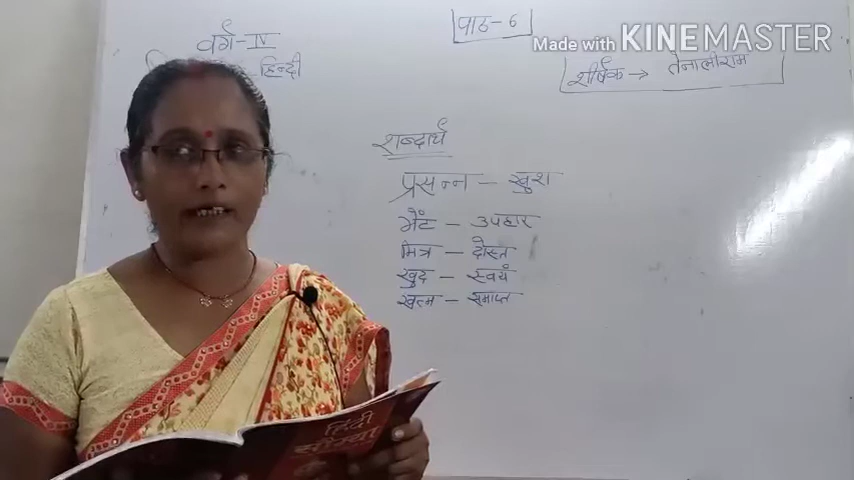 वर्ग-IV
हिन्दी
पाठ-6
Made with KINEMASTER
शीर्षक → तेनालीराम
शब्दार्थ
प्रसन्न - खुश
भेंट - उपहार
मित्र - दोस्त
खुद - स्वयं
खत्म - समाप्त
हिंदी